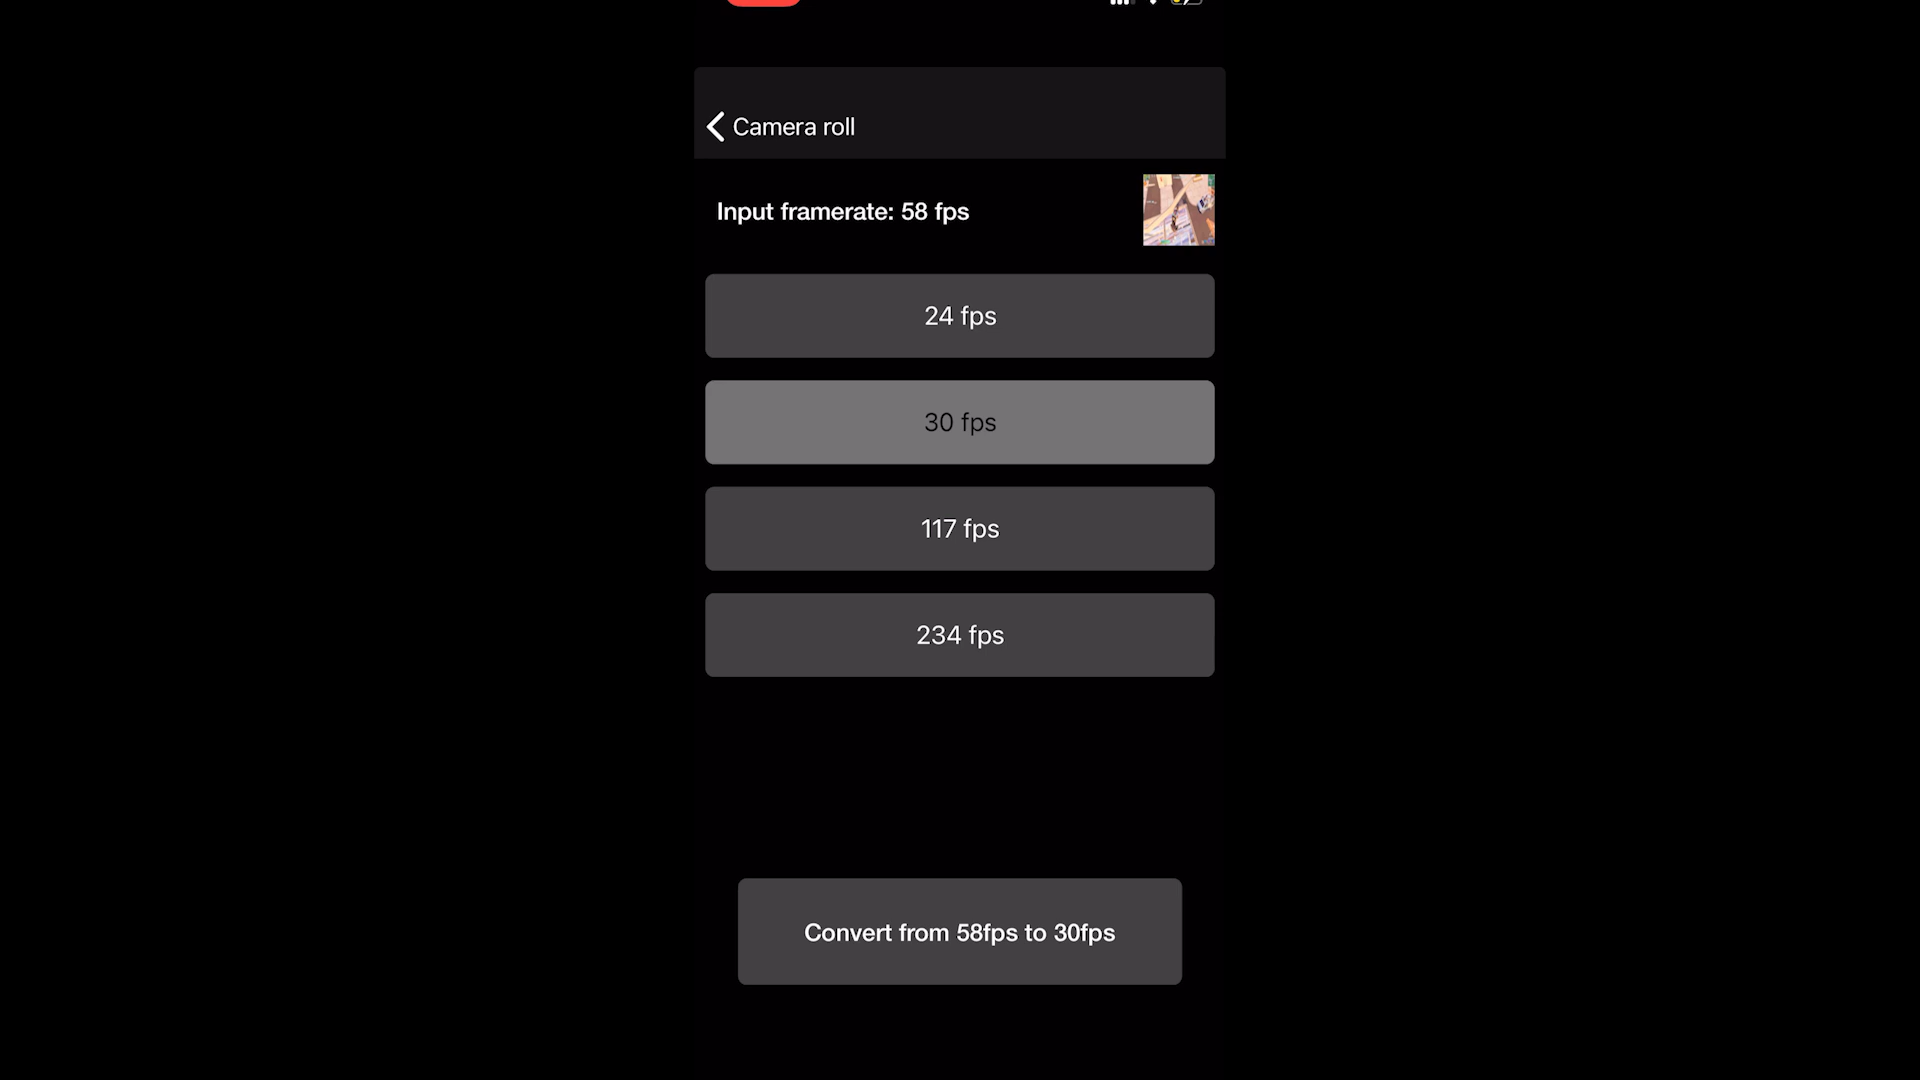 Camera roll
Input framerate: 58 fps
24 fps
30 fps
117 fps
234 fps
Convert from 58fps to 30fps